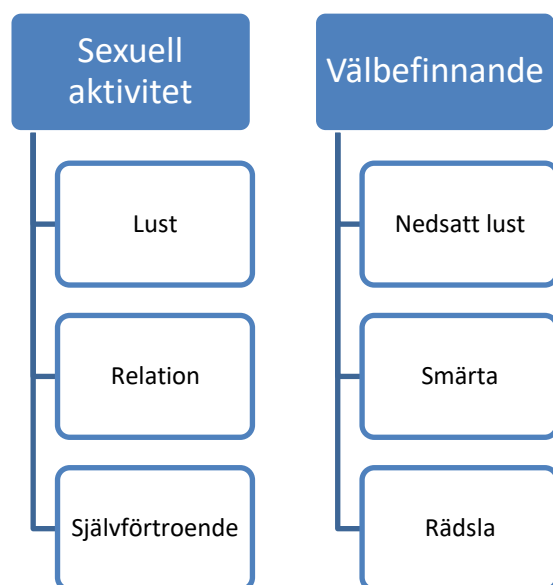 Sexuell
aktivitet
Lust
Relation
Självförtroende
Välbefinnande
Nedsatt lust
Smärta
Rädsla